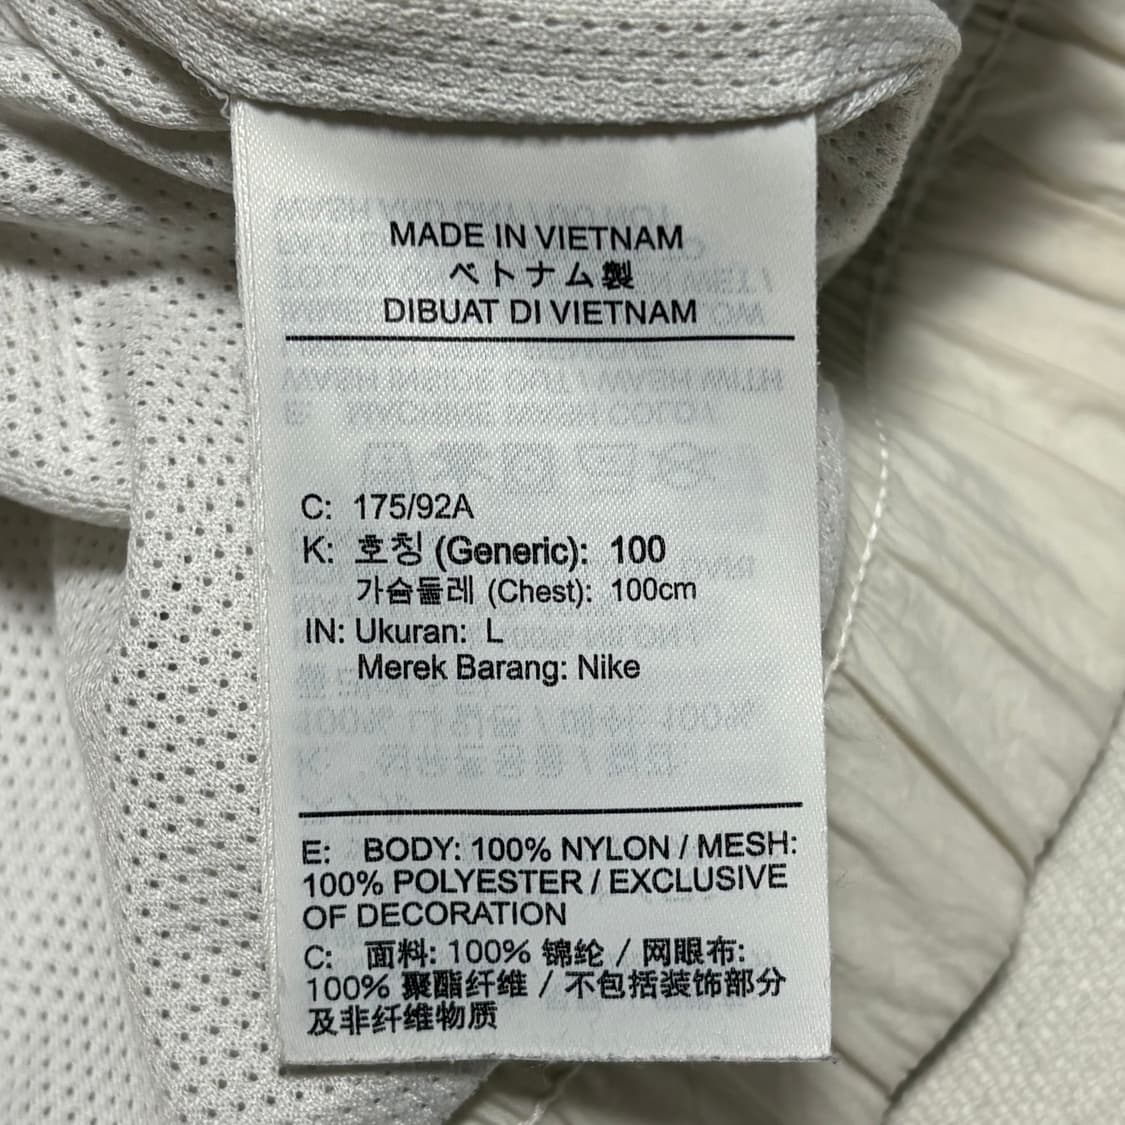 MADE IN VIETNAM
ベトナム製
DIBUAT DI VIETNAM
C: 175/92A
K: 호칭 (Generic): 100
가슴둘레 (Chest): 100cm
IN: Ukuran: L
Merek Barang: Nike
E: BODY: 100% NYLON / MESH:
100% POLYESTER / EXCLUSIVE
OF DECORATION
C: 面料: 100% 锦纶 / 网眼布:
100% 聚酯纤维 / 不包括装饰部分
及非纤维物质